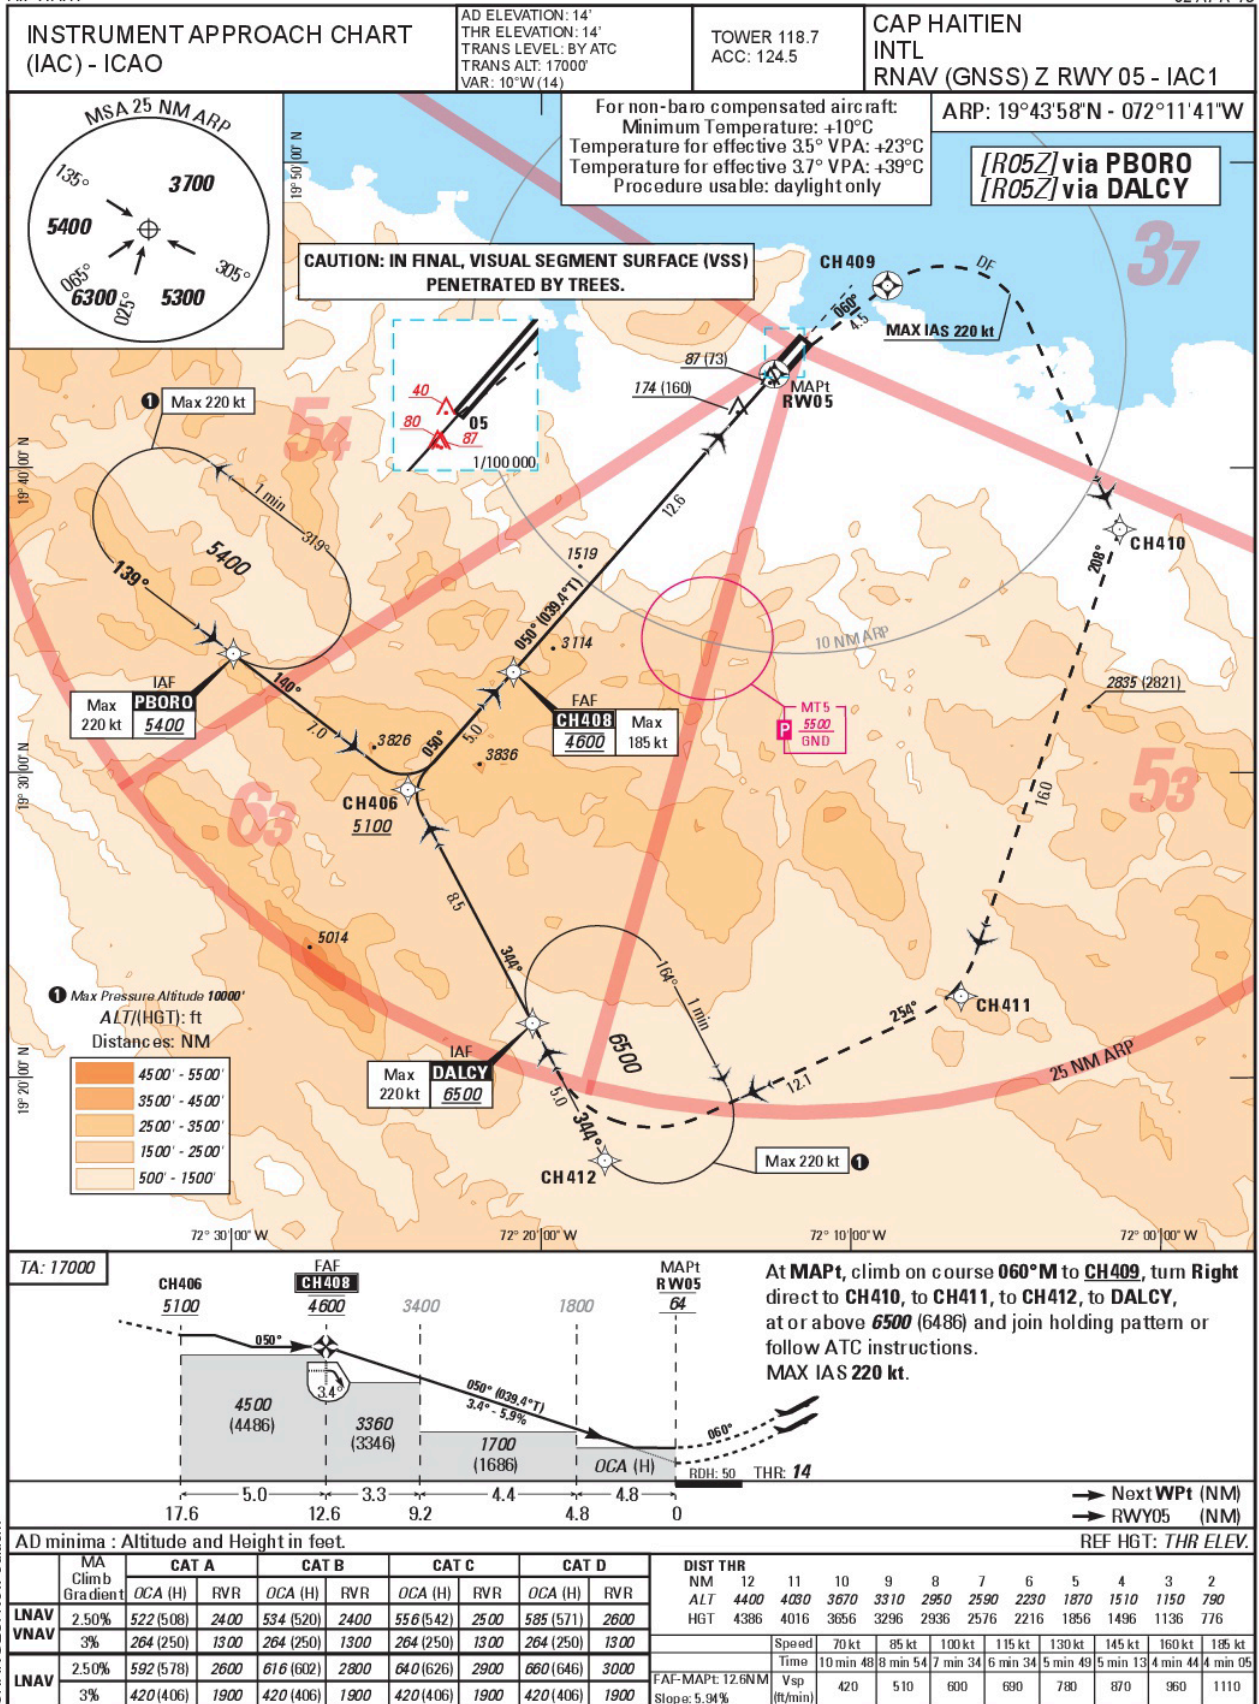 INSTRUMENT APPROACH CHART
(IAC) - ICAO
AD ELEVATION: 14'
THR ELEVATION: 14'
TRANS LEVEL: BY ATC
TRANS ALT: 17000'
VAR: 10°W (14)
TOWER 118.7
ACC: 124.5
CAP HAITIEN
INTL
RNAV (GNSS) Z RWY 05 - IAC1
MSA 25 NM ARP
135°
3700
5400
065°
6300
025°
5300
305°
19° 50'00" N
For non-baro compensated aircraft:
Minimum Temperature: +10°C
Temperature for effective 3.5° VPA: +23°C
Temperature for effective 3.7° VPA: +39°C
Procedure usable: daylight only
ARP: 19°43'58"N - 072°11'41"W
[R05Z] via PBORO
[R05Z] via DALCY
CAUTION: IN FINAL, VISUAL SEGMENT SURFACE (VSS)
PENETRATED BY TREES.
37
CH409
DF
060°
4.5
MAX IAS 220 kt
87 (73)
MAPt
RW05
174 (160)
40
80
87
05
1/100 000
❶ Max 220 kt
54
19° 40'00" N
1 min
319°
5400
139°
12.6
1519
050° (039.4°T)
3114
10 NM ARP
CH410
208°
2835 (2821)
IAF
PBORO
Max
220 kt
5400
140°
7.0
3826
050°
5.0
3836
FAF
CH408
4600
Max
185 kt
MT5
P
5500
GND
19° 30'00" N
CH406
5100
63
53
16.0
8.5
5014
344°
164°
1 min
6500
CH411
254°
12.1
25 NM ARP
❶ Max Pressure Altitude 10000'
ALT/(HGT): ft
Distances: NM
4500' - 5500'
3500' - 4500'
2500' - 3500'
1500' - 2500'
500' - 1500'
19° 20'00" N
IAF
DALCY
Max
220 kt
6500
5.0
344°
CH412
Max 220 kt ❶
72° 30'00" W
72° 20'00" W
72° 10'00" W
72° 00'00" W
TA: 17000
CH406
5100
FAF
CH408
4600
3400
1800
MAPt
RW05
64
050°
3.4°
050° (039.4°T)
3.4° - 5.9%
4500
(4486)
3360
(3346)
1700
(1686)
OCA (H)
060°
RDH: 50
THR: 14
5.0
3.3
4.4
4.8
17.6
12.6
9.2
4.8
0
At MAPt, climb on course 060°M to CH409, turn Right
direct to CH410, to CH411, to CH412, to DALCY,
at or above 6500 (6486) and join holding pattern or
follow ATC instructions.
MAX IAS 220 kt.
Next WPt (NM)
RWY05 (NM)
AD minima : Altitude and Height in feet.
REF HGT: THR ELEV.
MA Climb Gradient CAT A CAT B CAT C CAT D
OCA (H) RVR OCA (H) RVR OCA (H) RVR OCA (H) RVR
LNAV VNAV 2.50% 522 (508) 2400 534 (520) 2400 556 (542) 2500 585 (571) 2600
3% 264 (250) 1300 264 (250) 1300 264 (250) 1300 264 (250) 1300
LNAV 2.50% 592 (578) 2600 616 (602) 2800 640 (626) 2900 660 (646) 3000
3% 420 (406) 1900 420 (406) 1900 420 (406) 1900 420 (406) 1900
DIST THR
NM 12 11 10 9 8 7 6 5 4 3 2
ALT 4400 4030 3670 3310 2950 2590 2230 1870 1510 1150 790
HGT 4386 4016 3656 3296 2936 2576 2216 1856 1496 1136 776
Speed 70 kt 85 kt 100 kt 115 kt 130 kt 145 kt 160 kt 185 kt
Time 10 min 48 8 min 54 7 min 34 6 min 34 5 min 49 5 min 13 4 min 44 4 min 05
FAF-MAPt: 12.6NM
Slope: 5.94%
Vsp (ft/min) 420 510 600 690 780 870 960 1110